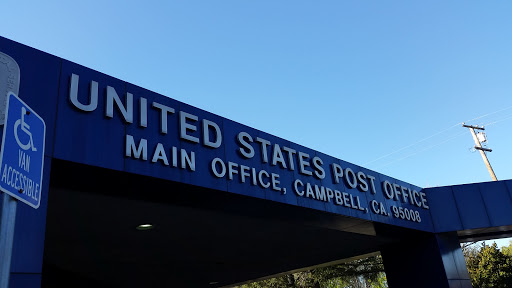 UNITED STATES POST OFFICE
MAIN OFFICE, CAMPBELL, CA. 95008
VAN
ACCESSIBLE